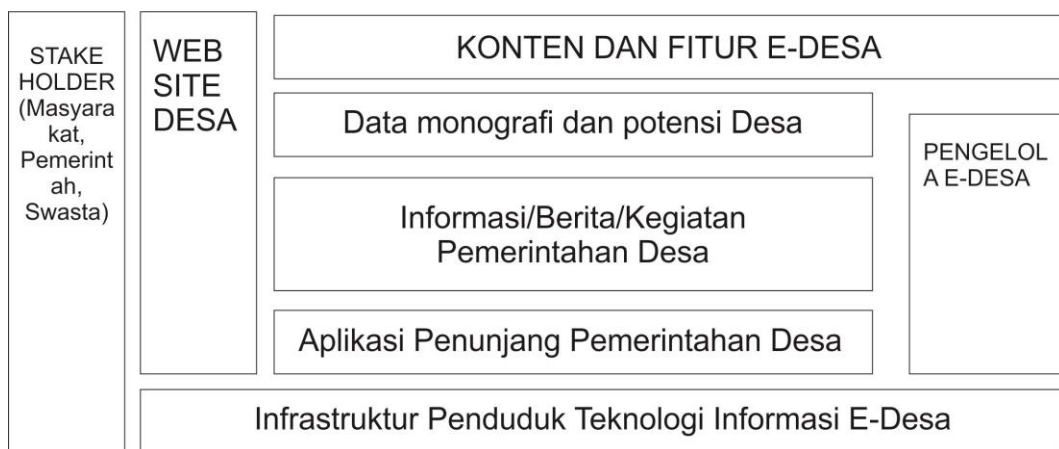 STAKE
HOLDER
(Masyara
kat,
Pemerint
ah,
Swasta)
WEB
SITE
DESA
KONTEN DAN FITUR E-DESA
Data monografi dan potensi Desa
Informasi/Berita/Kegiatan
Pemerintahan Desa
Aplikasi Penunjang Pemerintahan Desa
PENGELOL
A E-DESA
Infrastruktur Penduduk Teknologi Informasi E-Desa